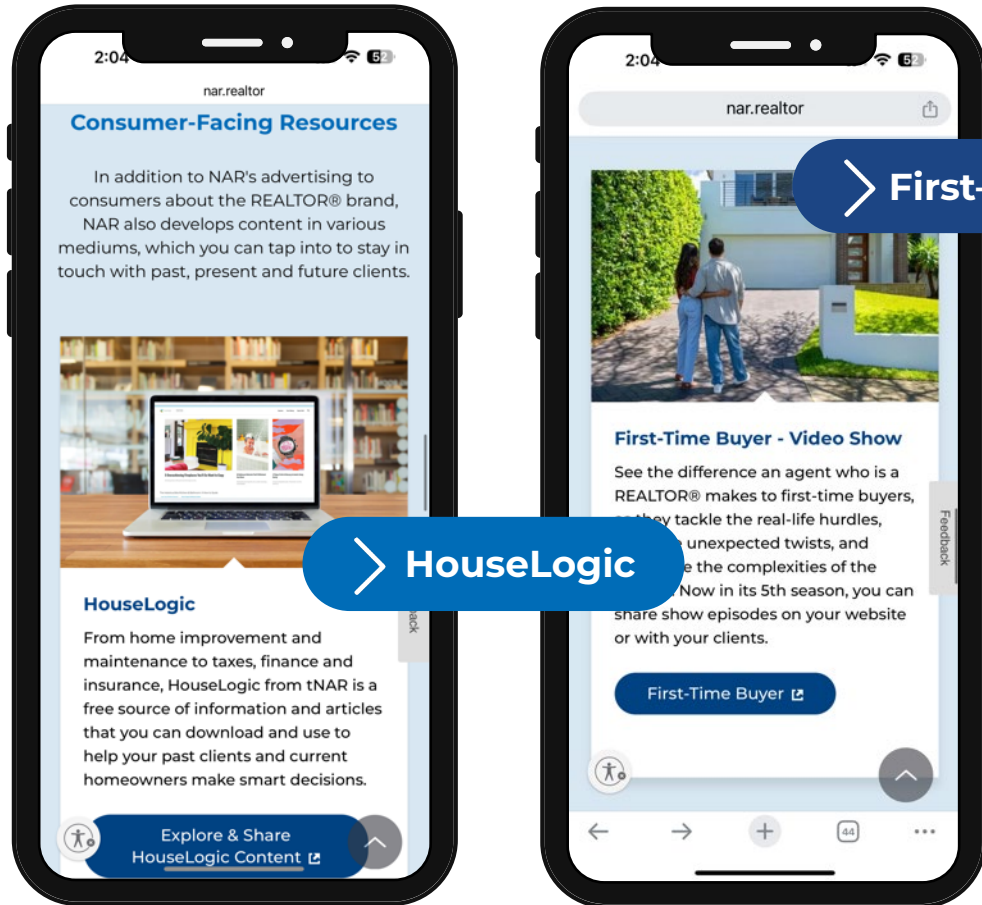 2:04
52
nar.realtor
Consumer-Facing Resources
In addition to NAR's advertising to
consumers about the REALTOR® brand,
NAR also develops content in various
mediums, which you can tap into to stay in
touch with past, present and future clients.
HouseLogic
From home improvement and
maintenance to taxes, finance and
insurance, HouseLogic from tNAR is a
free source of information and articles
that you can download and use to
help your past clients and current
homeowners make smart decisions.
Explore & Share
HouseLogic Content
HouseLogic
2:04
52
nar.realtor
First-
First-Time Buyer - Video Show
See the difference an agent who is a
REALTOR® makes to first-time buyers,
they tackle the real-life hurdles,
unexpected twists, and
the complexities of the
Now in its 5th season, you can
share show episodes on your website
or with your clients.
Feedback
First-Time Buyer
44